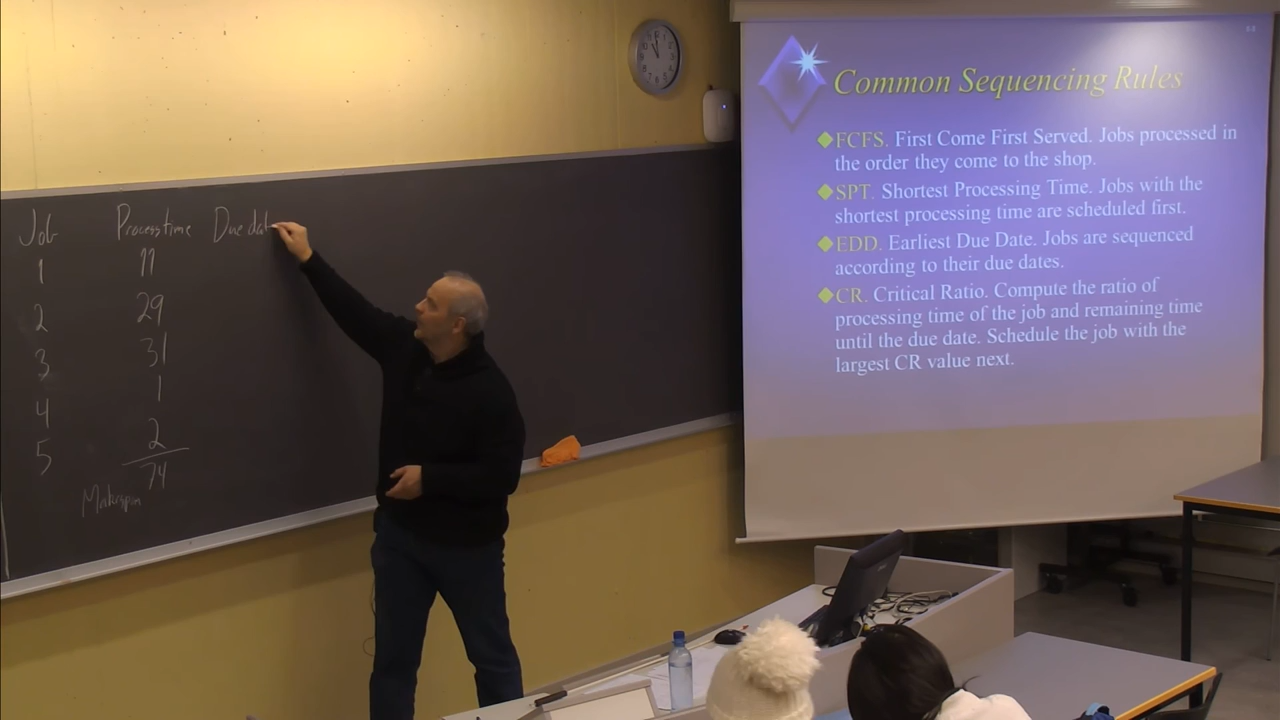 Job Process time Due dat
1 11
2 29
3 31
4 1
5 2
74
Makespan
Common Sequencing Rules
FCFS. First Come First Served. Jobs processed in
the order they come to the shop.
SPT. Shortest Processing Time. Jobs with the
shortest processing time are scheduled first.
EDD. Earliest Due Date. Jobs are sequenced
according to their due dates.
CR. Critical Ratio. Compute the ratio of
processing time of the job and remaining time
until the due date. Schedule the job with the
largest CR value next.